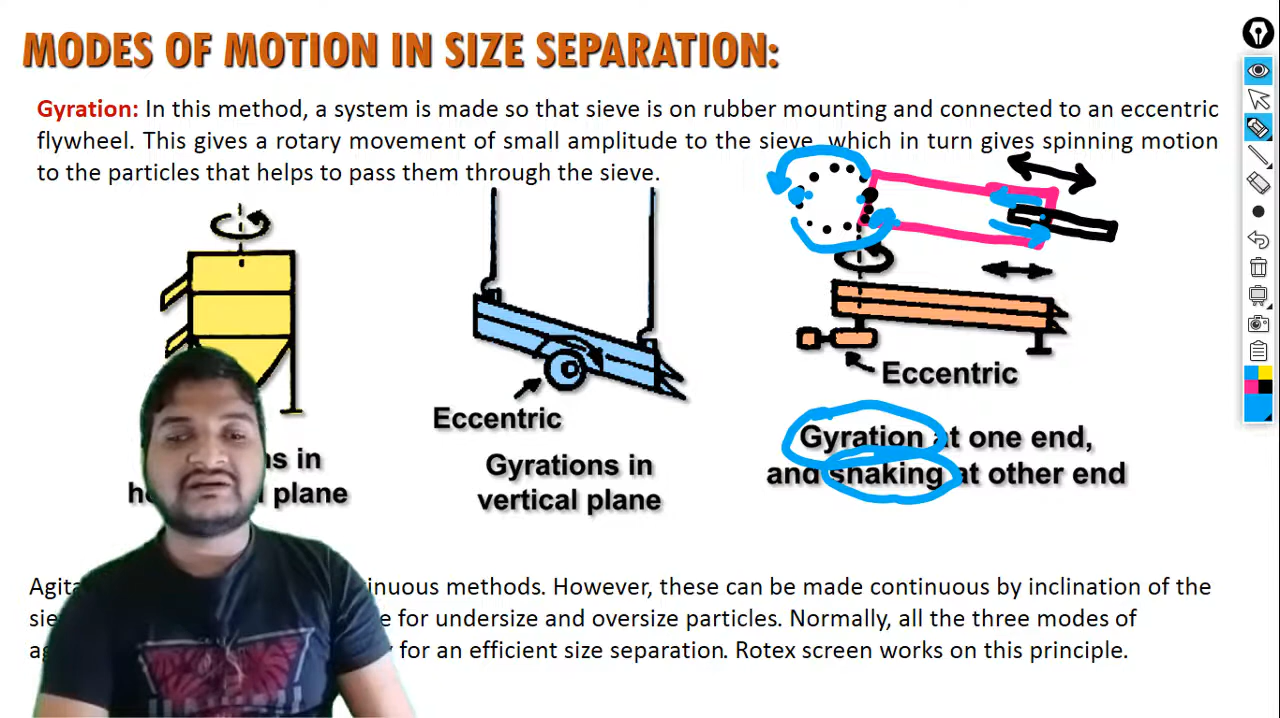 MODES OF MOTION IN SIZE SEPARATION:
Gyration: In this method, a system is made so that sieve is on rubber mounting and connected to an eccentric
flywheel. This gives a rotary movement of small amplitude to the sieve, which in turn gives spinning motion
to the particles that helps to pass them through the sieve.
Eccentric
Eccentric
Gyration at one end,
and shaking at other end
Gyrations in
vertical plane
in
plane
inuous methods. However, these can be made continuous by inclination of the
for undersize and oversize particles. Normally, all the three modes of
for an efficient size separation. Rotex screen works on this principle.